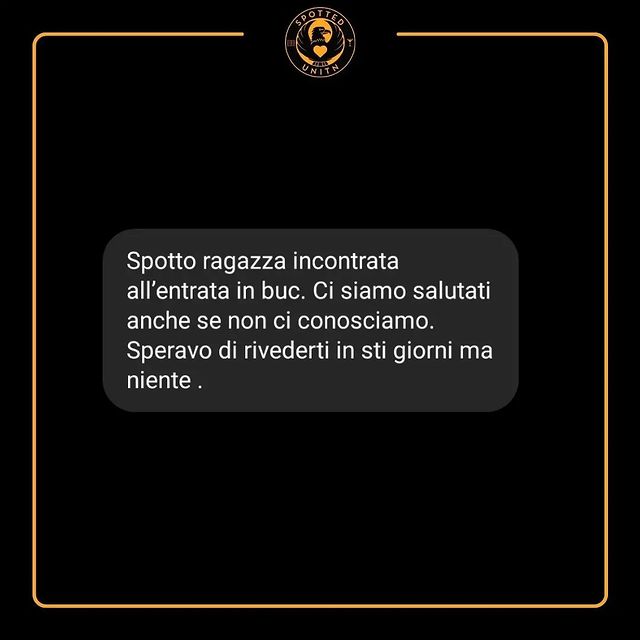 SPOTTED
UNITN
Spotto ragazza incontrata
all’entrata in buc. Ci siamo salutati
anche se non ci conosciamo.
Speravo di rivederti in sti giorni ma
niente .